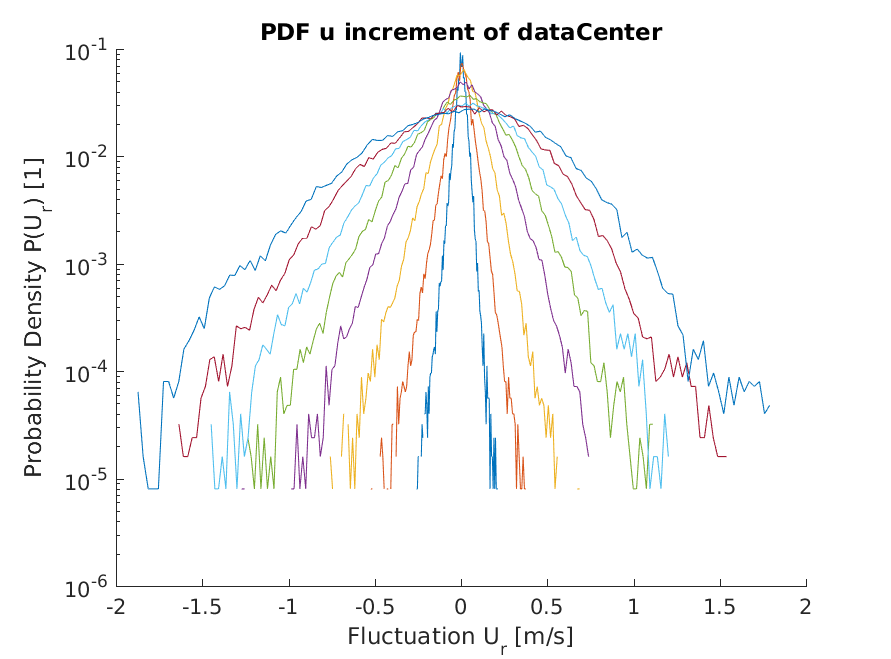 PDF u increment of dataCenter
Probability Density P(U_r) [1]
10^-1
10^-2
10^-3
10^-4
10^-5
10^-6
-2 -1.5 -1 -0.5 0 0.5 1 1.5 2
Fluctuation U_r [m/s]